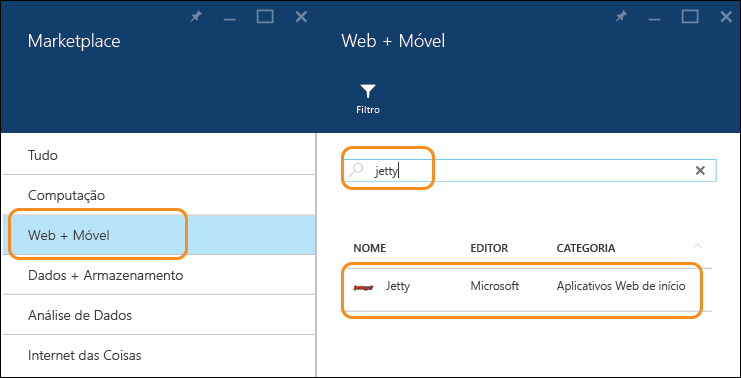 Marketplace
Tudo
Computação
Web + Móvel
Dados + Armazenamento
Análise de Dados
Internet das Coisas
Web + Móvel
Filtro
jetty
NOME EDITOR CATEGORIA
Jetty Microsoft Aplicativos Web de início